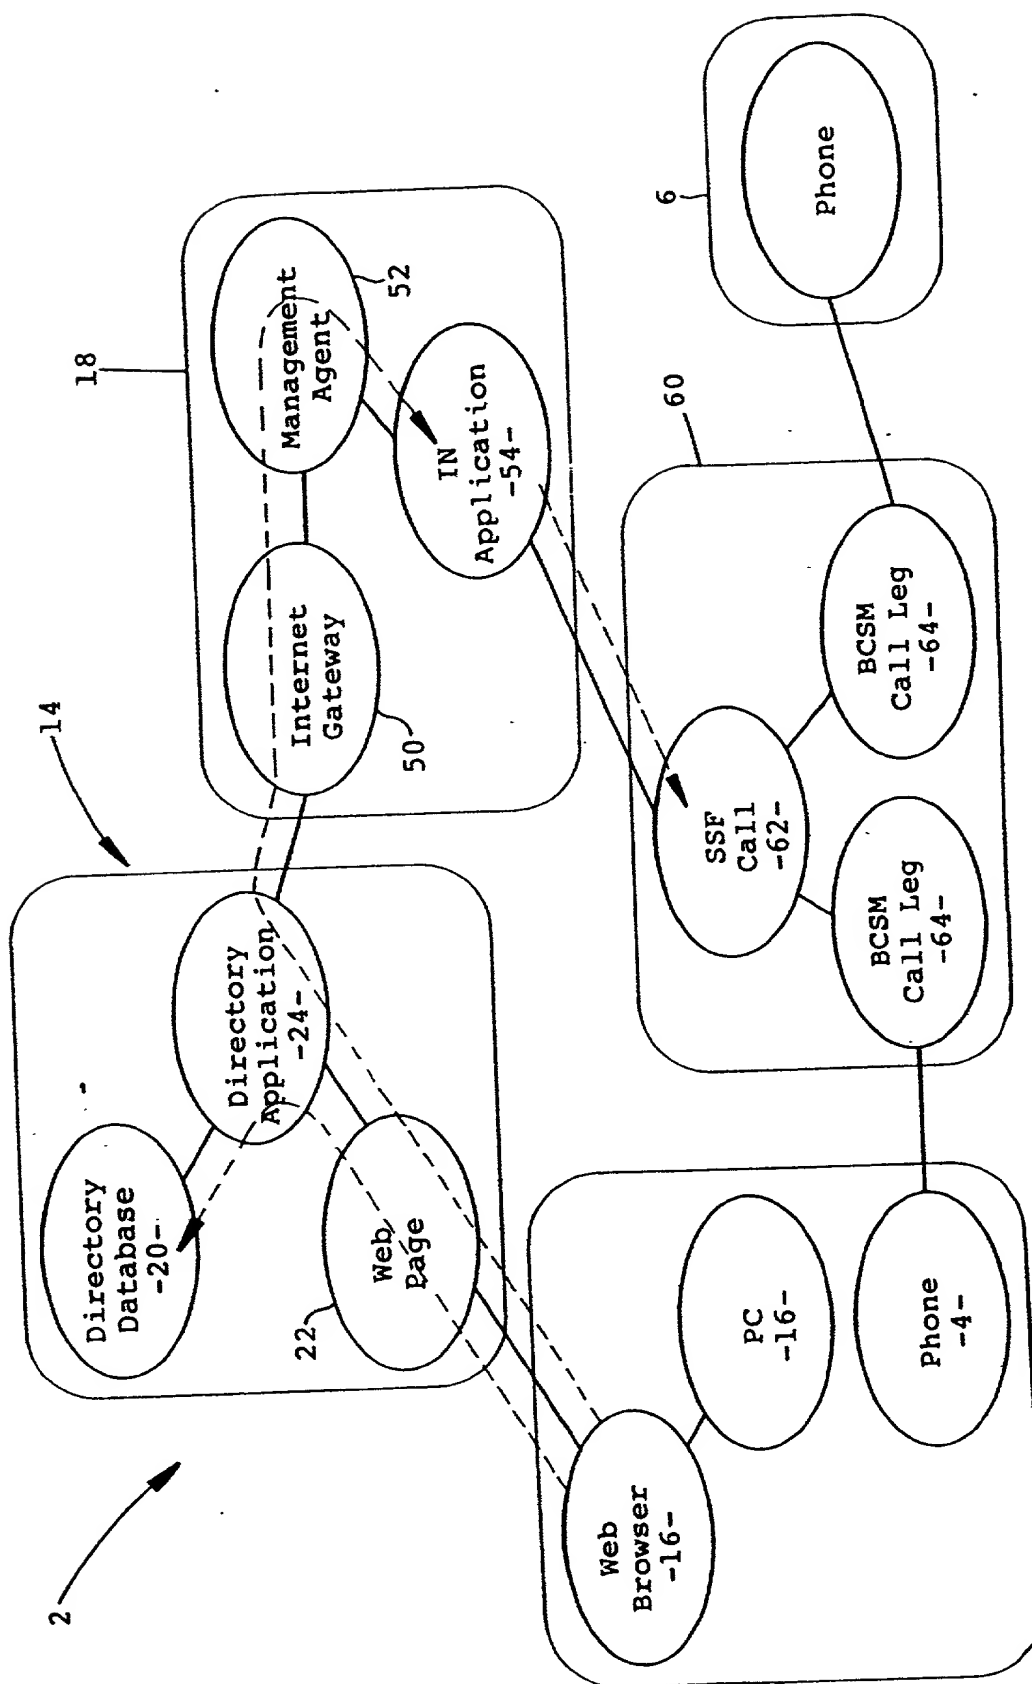 2
14
18
Directory
Database
-20-
Directory
Application
-24-
Web
Page
22
Internet
Gateway
50
Management
Agent
52
IN
Application
-54-
Web
Browser
-16-
PC
-16-
Phone
-4-
SSF
Call
-62-
BCSM
Call Leg
-64-
BCSM
Call Leg
-64-
60
6
Phone